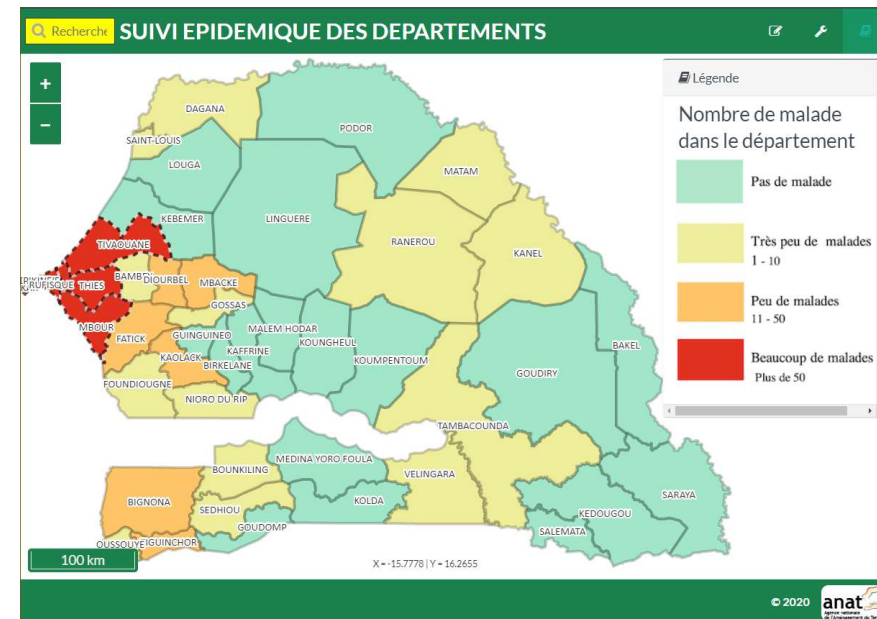 Recherche SUIVI EPIDEMIQUE DES DEPARTEMENTS
+
−
Légende
Nombre de malade
dans le département
Pas de malade
Très peu de malades
1 - 10
Peu de malades
11 - 50
Beaucoup de malades
Plus de 50
DAGANA
PODOR
SAINT-LOUIS
LOUGA
MATAM
KEBEMER
LINGUERE
TIVAOUANE
RANEROU
KANEL
RUFISQUE
THIES
BAMBEY
DIOURBEL
MBACKE
GOSSAS
MBOUR
FATICK
GUINGUINEO
MALEM HODAR
KOUNGHEUL
KAOLACK
KAFFRINE
BIRKELANE
KOUMPENTOUM
BAKEL
GOUDIRY
FOUNDIOUGNE
NIORO DU RIP
TAMBACOUNDA
MEDINA YORO FOULA
BOUNKILING
VELINGARA
BIGNONA
SEDHIOU
KOLDA
SARAYA
GOUDOMP
KEDOUGOU
SALEMATA
OUSSOUYE
IGUINCHOR
100 km
X = -15.7778 | Y = 16.2655
© 2020
anat